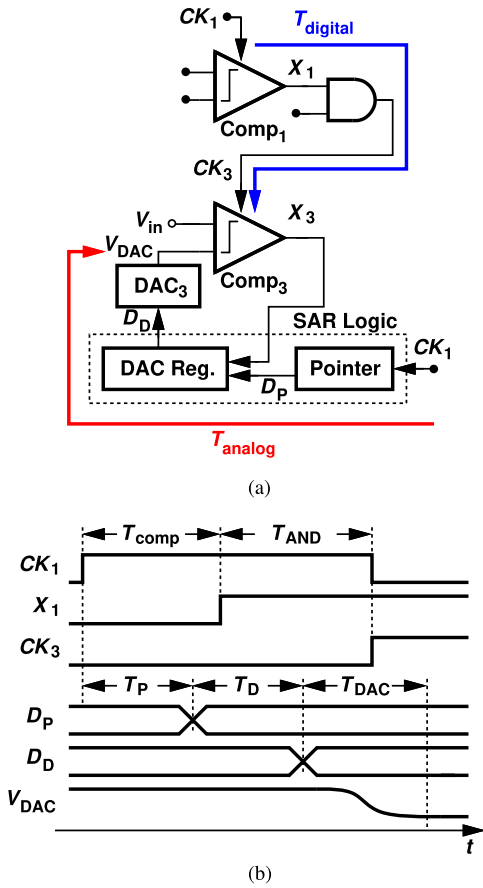 CK1
Tdigital
X1
Comp1
CK3
Vin
X3
VDAC
Comp3
DAC3
DD
SAR Logic
CK1
DAC Reg.
Pointer
DP
Tanalog
(a)
Tcomp
TAND
CK1
X1
CK3
TP
TD
TDAC
DP
DD
VDAC
t
(b)